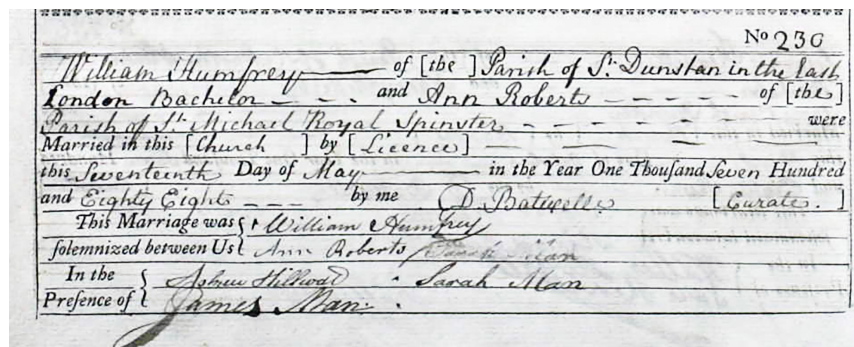 No 230
William Humfrey of [the ] Parish of St. Dunstan in the East
London Bachelor - - - and Ann Roberts - - - - - of [the]
Parish of St. Michael Royal Spinster - - - - - were
Married in this [Church ] by [Licence]
this Seventeenth Day of May in the Year One Thousand Seven Hundred
and Eighty Eight - - - by me D. Batwell [Curate.]
This Marriage was { William Humfrey
solemnized between Us { Ann Roberts Sarah Man
In the { Sarah Man
Presence of { James Man